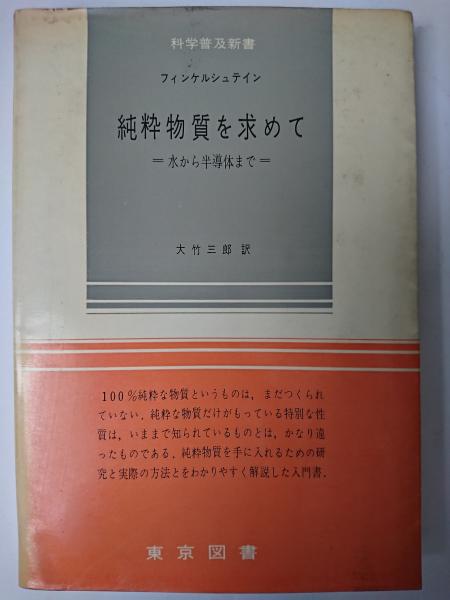 科学普及新書
フィンケルシュテイン
純粋物質を求めて
=水から半導体まで=
大竹三郎 訳
100%純粋な物質というものは,まだつくられ
ていない.純粋な物質だけがもっている特別な性
質は,いままで知られているものとは,かなり違
ったものである.純粋物質を手に入れるための研
究と実際の方法とをわかりやすく解説した入門書.
東京図書